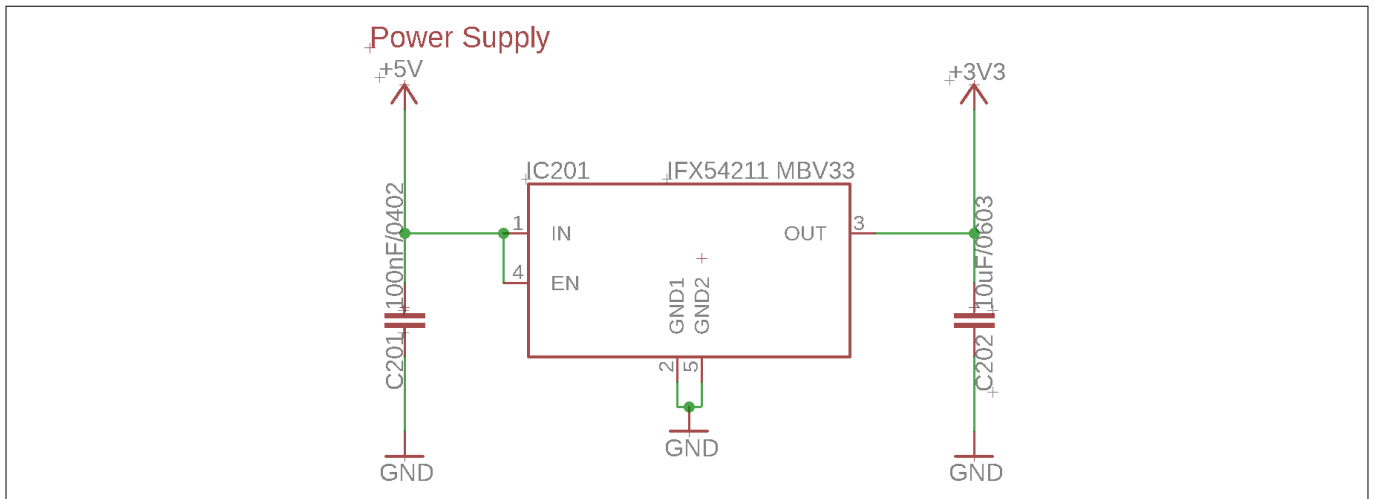 Power Supply
+5V
+3V3
IC201
IFX54211 MBV33
100nF/0402
C201
1
IN
4
EN
GND1
GND2
OUT
3
10uF/0603
C202
2
5
GND
GND
GND